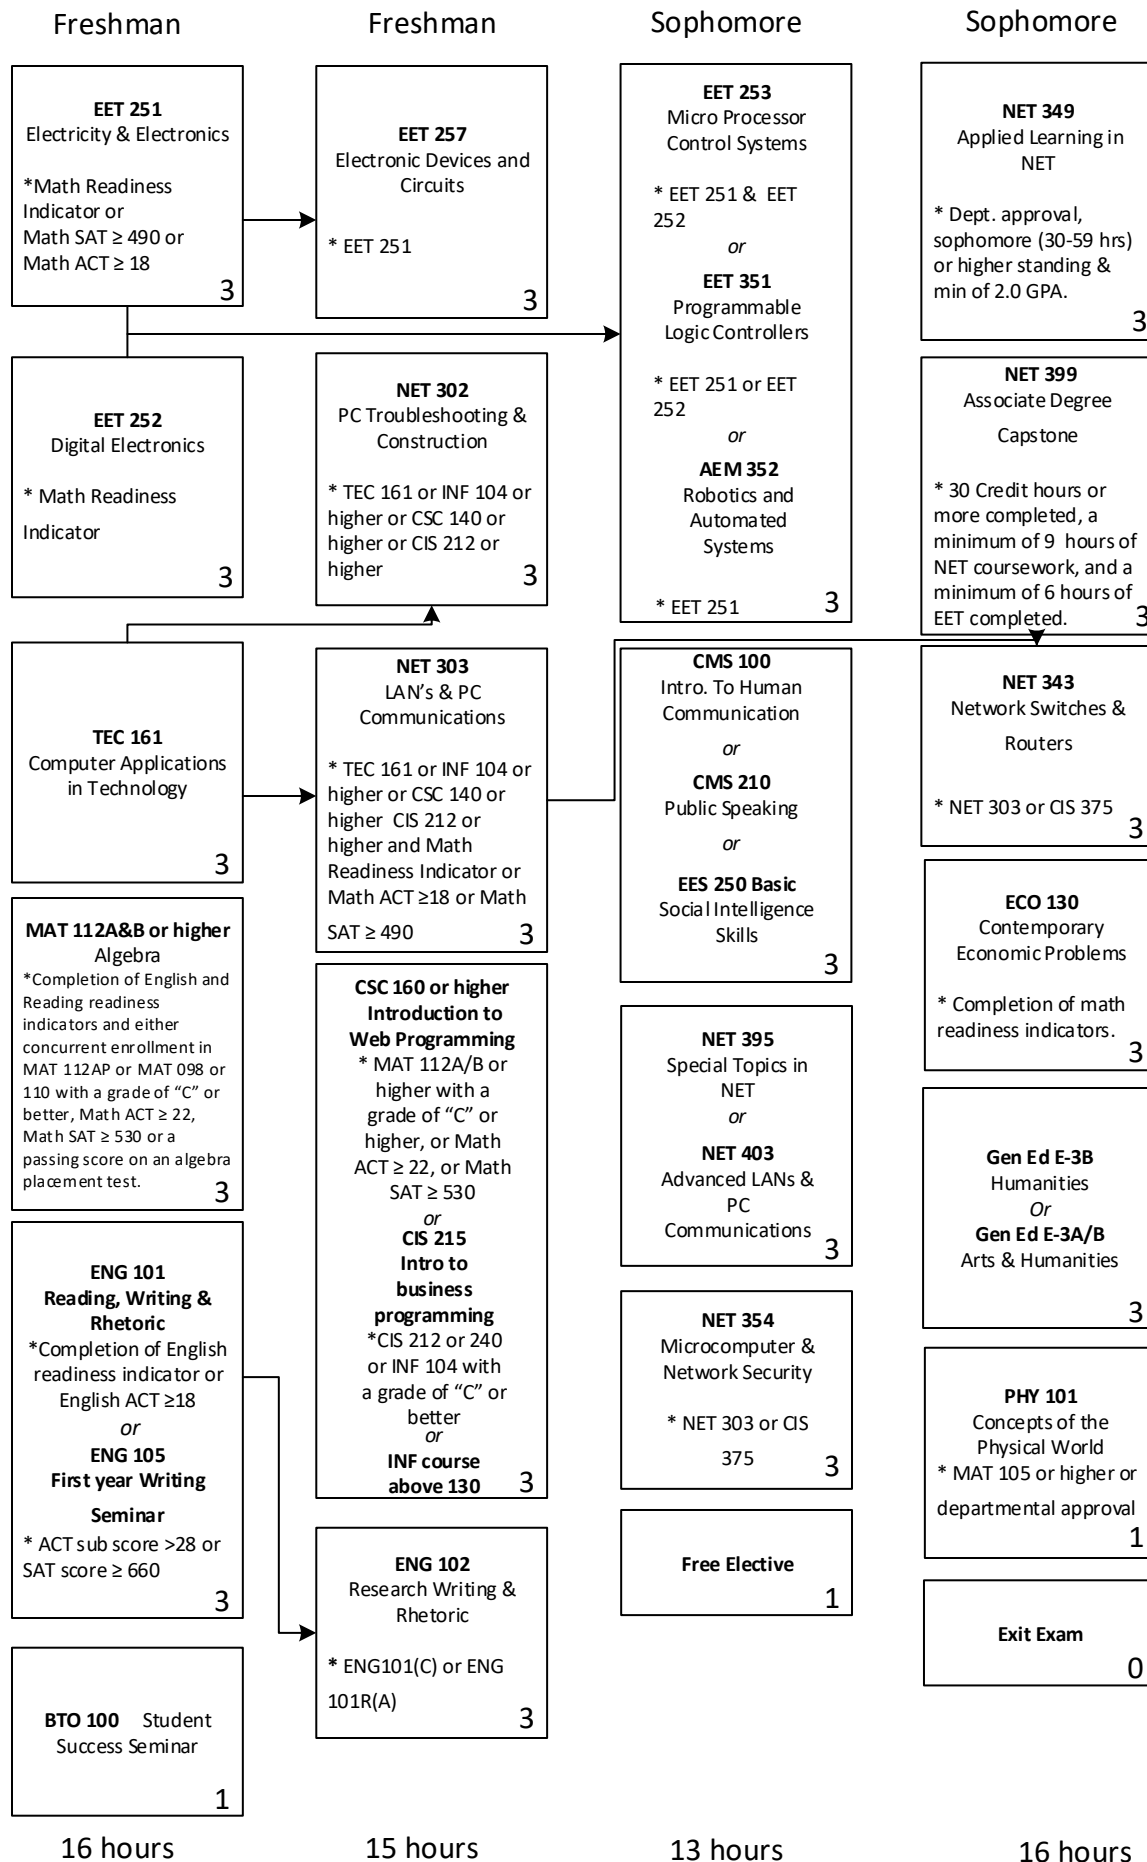 Freshman
EET 251
Electricity & Electronics
*Math Readiness
Indicator or
Math SAT ≥ 490 or
Math ACT ≥ 18
3
EET 252
Digital Electronics
* Math Readiness
Indicator
3
TEC 161
Computer Applications
in Technology
3
MAT 112A&B or higher
Algebra
*Completion of English and
Reading readiness
indicators and either
concurrent enrollment in
MAT 112AP or MAT 098 or
110 with a grade of “C” or
better, Math ACT ≥ 22,
Math SAT ≥ 530 or a
passing score on an algebra
placement test.
3
ENG 101
Reading, Writing &
Rhetoric
*Completion of English
readiness indicator or
English ACT ≥18
or
ENG 105
First year Writing
Seminar
* ACT sub score >28 or
SAT score ≥ 660
3
BTO 100 Student
Success Seminar
1
16 hours
Freshman
EET 257
Electronic Devices and
Circuits
* EET 251
3
NET 302
PC Troubleshooting &
Construction
* TEC 161 or INF 104 or
higher or CSC 140 or
higher or CIS 212 or
higher
3
NET 303
LAN’s & PC
Communications
* TEC 161 or INF 104 or
higher or CSC 140 or
higher CIS 212 or
higher and Math
Readiness Indicator or
Math ACT ≥18 or Math
SAT ≥ 490
3
CSC 160 or higher
Introduction to
Web Programming
* MAT 112A/B or
higher with a
grade of “C” or
higher, or Math
ACT ≥ 22, or Math
SAT ≥ 530
or
CIS 215
Intro to
business
programming
*CIS 212 or 240
or INF 104 with
a grade of “C” or
better
or
INF course
above 130
3
ENG 102
Research Writing &
Rhetoric
* ENG101(C) or ENG
101R(A)
3
15 hours
Sophomore
EET 253
Micro Processor
Control Systems
* EET 251 & EET
252
or
EET 351
Programmable
Logic Controllers
* EET 251 or EET
252
or
AEM 352
Robotics and
Automated
Systems
* EET 251
3
CMS 100
Intro. To Human
Communication
or
CMS 210
Public Speaking
or
EES 250 Basic
Social Intelligence
Skills
3
NET 395
Special Topics in
NET
or
NET 403
Advanced LANs &
PC
Communications
3
NET 354
Microcomputer &
Network Security
* NET 303 or CIS
375
3
Free Elective
1
13 hours
Sophomore
NET 349
Applied Learning in
NET
* Dept. approval,
sophomore (30-59 hrs)
or higher standing &
min of 2.0 GPA.
3
NET 399
Associate Degree
Capstone
* 30 Credit hours or
more completed, a
minimum of 9 hours of
NET coursework, and a
minimum of 6 hours of
EET completed.
3
NET 343
Network Switches &
Routers
* NET 303 or CIS 375
3
ECO 130
Contemporary
Economic Problems
* Completion of math
readiness indicators.
3
Gen Ed E-3B
Humanities
Or
Gen Ed E-3A/B
Arts & Humanities
3
PHY 101
Concepts of the
Physical World
* MAT 105 or higher or
departmental approval
1
Exit Exam
0
16 hours